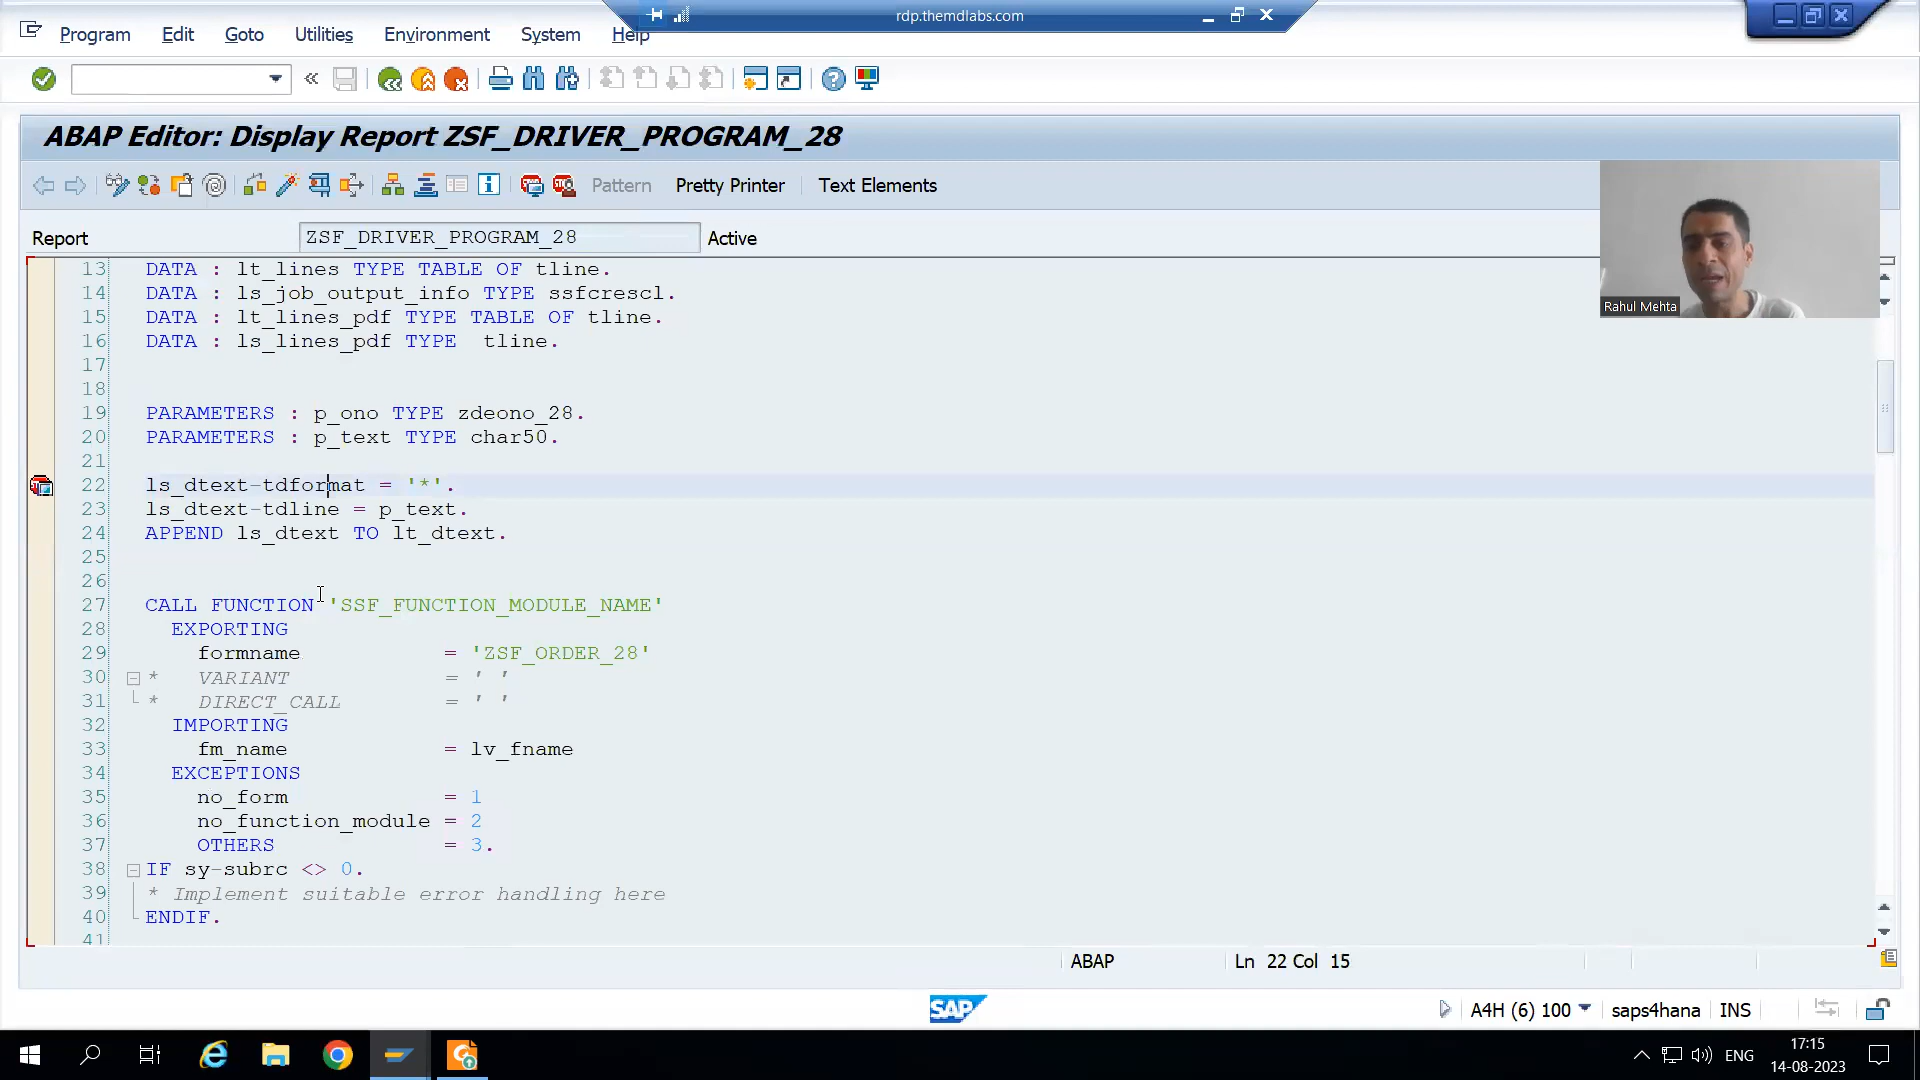 rdp.themdlabs.com
Program Edit Goto Utilities Environment System Help
ABAP Editor: Display Report ZSF_DRIVER_PROGRAM_28
Pattern Pretty Printer Text Elements
Report ZSF_DRIVER_PROGRAM_28 Active
Rahul Mehta
13 DATA : lt_lines TYPE TABLE OF tline.
14 DATA : ls_job_output_info TYPE ssfcrescl.
15 DATA : lt_lines_pdf TYPE TABLE OF tline.
16 DATA : ls_lines_pdf TYPE  tline.
17
18
19 PARAMETERS : p_ono TYPE zdeono_28.
20 PARAMETERS : p_text TYPE char50.
21
22 ls_dtext-tdformat = '*'.
23 ls_dtext-tdline = p_text.
24 APPEND ls_dtext TO lt_dtext.
25
26
27 CALL FUNCTION 'SSF_FUNCTION_MODULE_NAME'
28 EXPORTING
29 formname = 'ZSF_ORDER_28'
30 * VARIANT = ' '
31 * DIRECT_CALL = ' '
32 IMPORTING
33 fm_name = lv_fname
34 EXCEPTIONS
35 no_form = 1
36 no_function_module = 2
37 OTHERS = 3.
38 IF sy-subrc <> 0.
39 * Implement suitable error handling here
40 ENDIF.
41
ABAP Ln 22 Col 15
SAP A4H (6) 100 saps4hana INS
ENG 17:15
14-08-2023